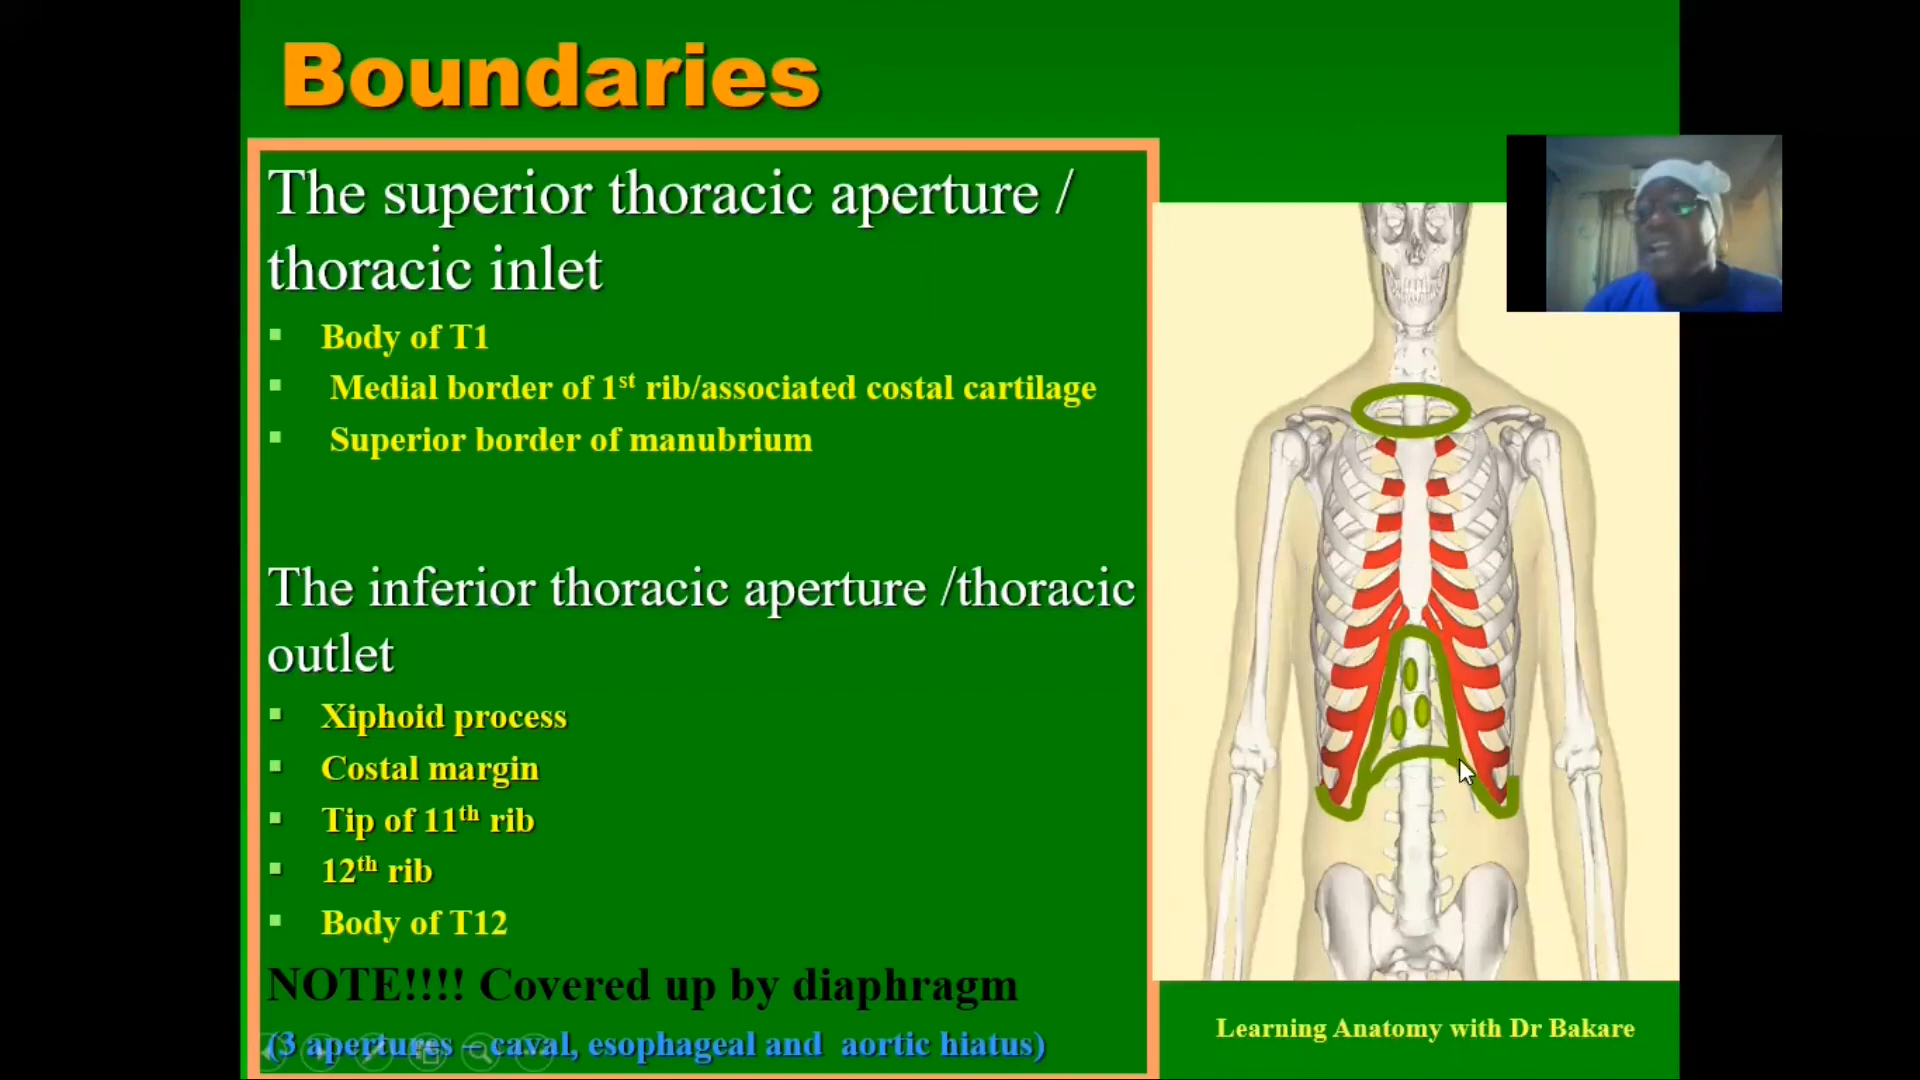 Boundaries
The superior thoracic aperture /
thoracic inlet
Body of T1
Medial border of 1st rib/associated costal cartilage
Superior border of manubrium
The inferior thoracic aperture /thoracic
outlet
Xiphoid process
Costal margin
Tip of 11th rib
12th rib
Body of T12
NOTE!!!! Covered up by diaphragm
(3 apertures – caval, esophageal and aortic hiatus)
Learning Anatomy with Dr Bakare